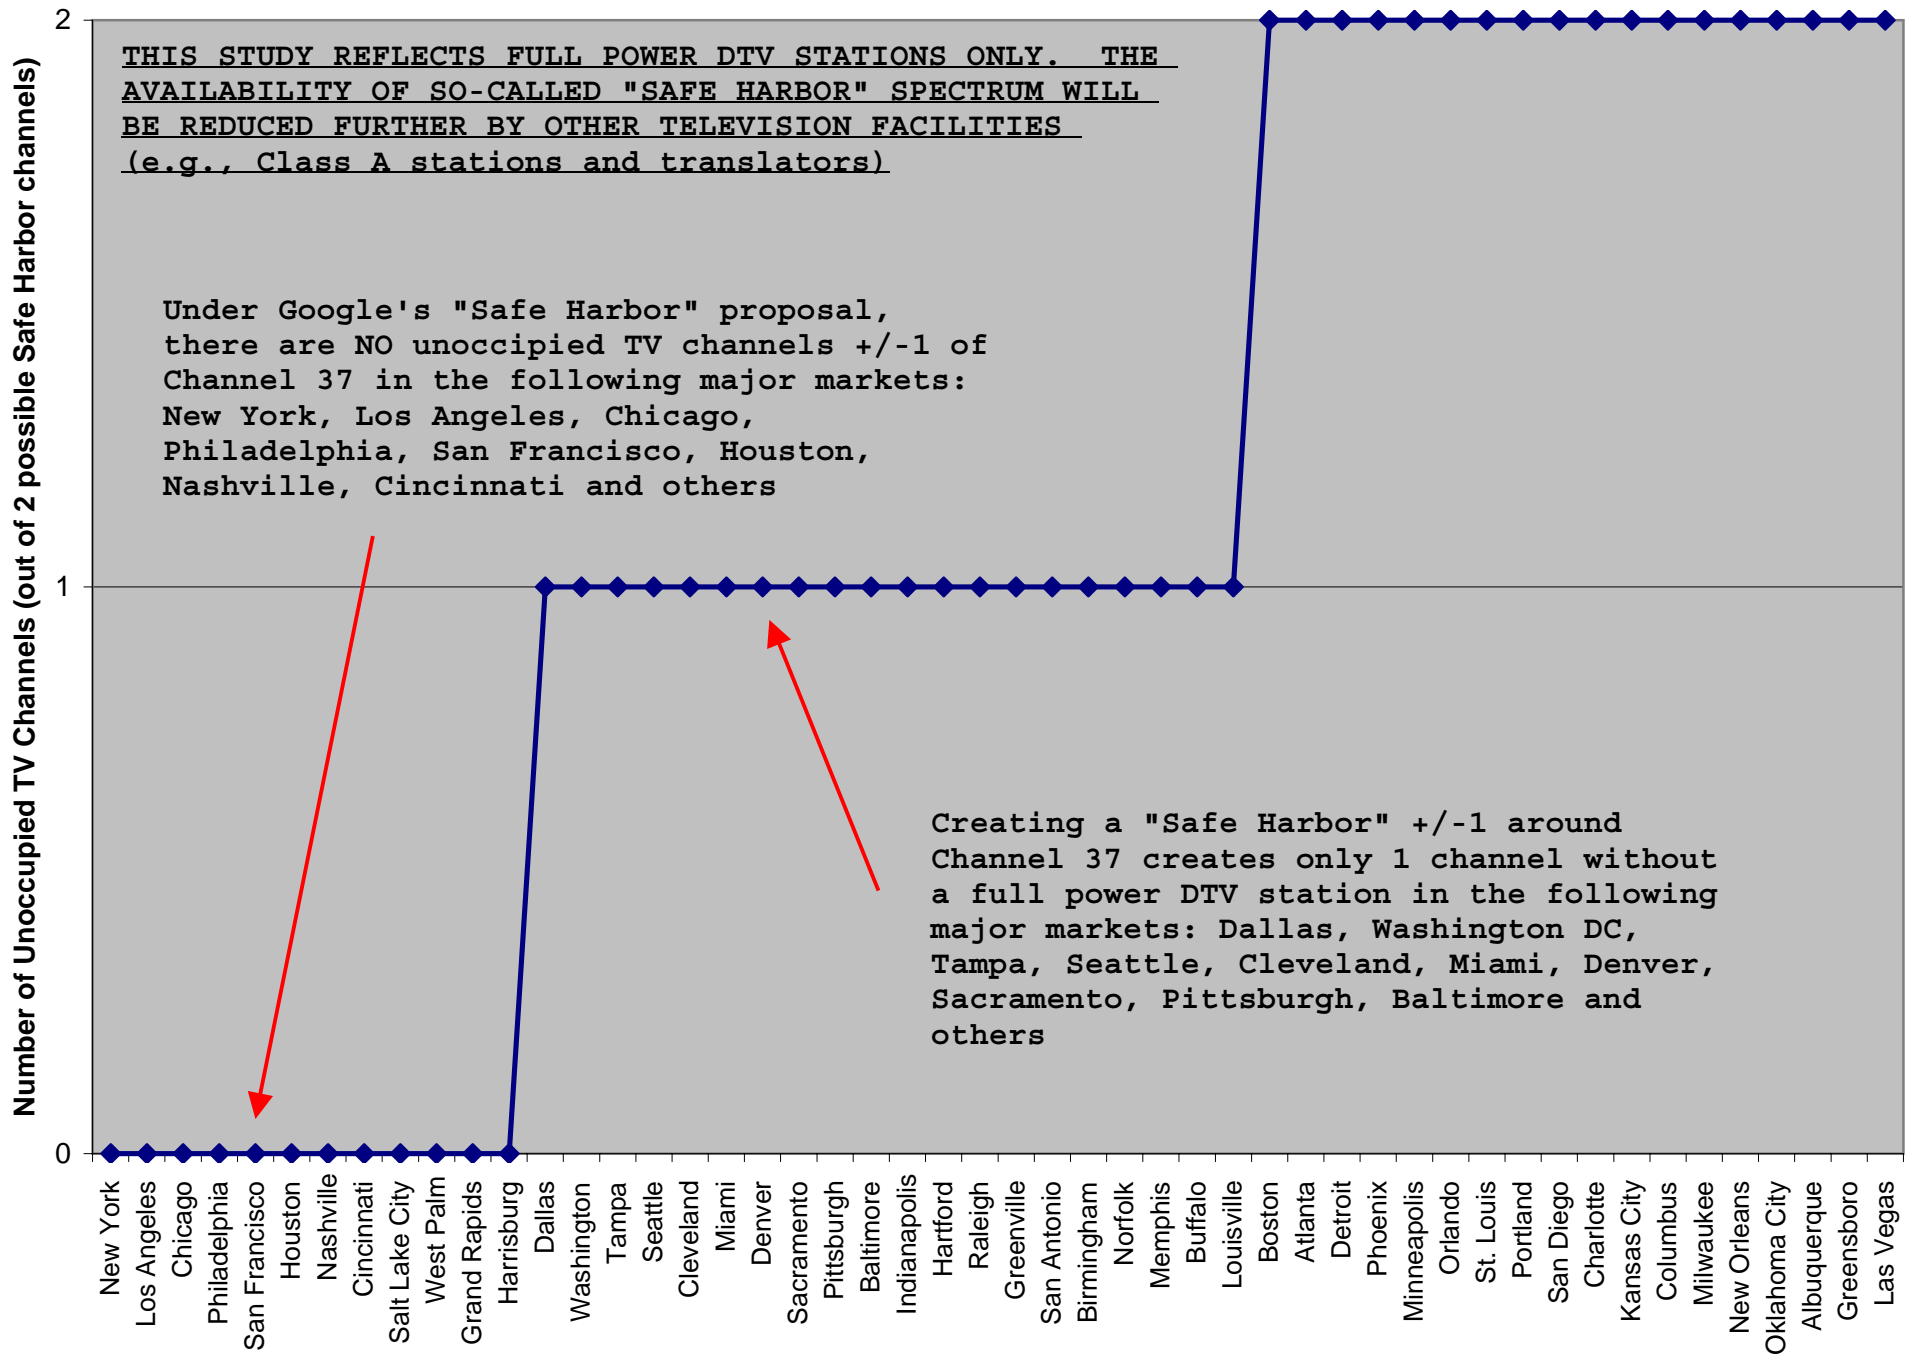 2
THIS STUDY REFLECTS FULL POWER DTV STATIONS ONLY. THE
AVAILABILITY OF SO-CALLED "SAFE HARBOR" SPECTRUM WILL
BE REDUCED FURTHER BY OTHER TELEVISION FACILITIES
(e.g., Class A stations and translators)
Under Google's "Safe Harbor" proposal,
there are NO unoccipied TV channels +/-1 of
Channel 37 in the following major markets:
New York, Los Angeles, Chicago,
Philadelphia, San Francisco, Houston,
Nashville, Cincinnati and others
1
Creating a "Safe Harbor" +/-1 around
Channel 37 creates only 1 channel without
a full power DTV station in the following
major markets: Dallas, Washington DC,
Tampa, Seattle, Cleveland, Miami, Denver,
Sacramento, Pittsburgh, Baltimore and
others
0
Number of Unoccupied TV Channels (out of 2 possible Safe Harbor channels)
New York
Los Angeles
Chicago
Philadelphia
San Francisco
Houston
Nashville
Cincinnati
Salt Lake City
West Palm
Grand Rapids
Harrisburg
Dallas
Washington
Tampa
Seattle
Cleveland
Miami
Denver
Sacramento
Pittsburgh
Baltimore
Indianapolis
Hartford
Raleigh
Greenville
San Antonio
Birmingham
Norfolk
Memphis
Buffalo
Louisville
Boston
Atlanta
Detroit
Phoenix
Minneapolis
Orlando
St. Louis
Portland
San Diego
Charlotte
Kansas City
Columbus
Milwaukee
New Orleans
Oklahoma City
Albuquerque
Greensboro
Las Vegas